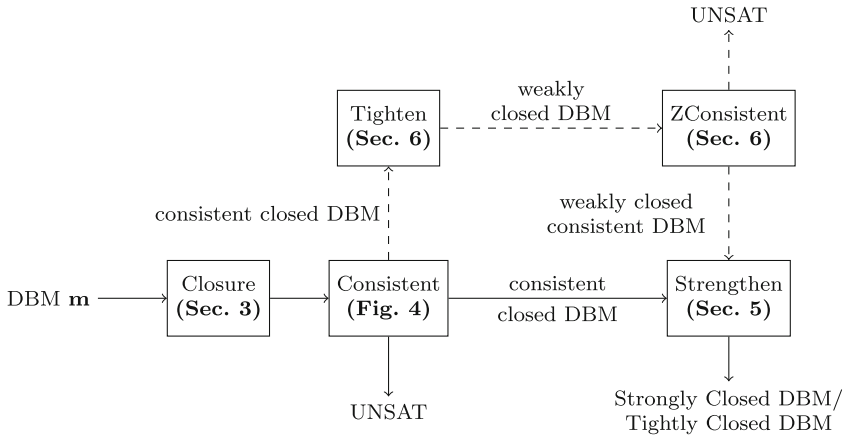 UNSAT
Tighten
(Sec. 6)
weakly
closed DBM
ZConsistent
(Sec. 6)
consistent closed DBM
weakly closed
consistent DBM
DBM m
Closure
(Sec. 3)
Consistent
(Fig. 4)
consistent
closed DBM
Strengthen
(Sec. 5)
UNSAT
Strongly Closed DBM/
Tightly Closed DBM